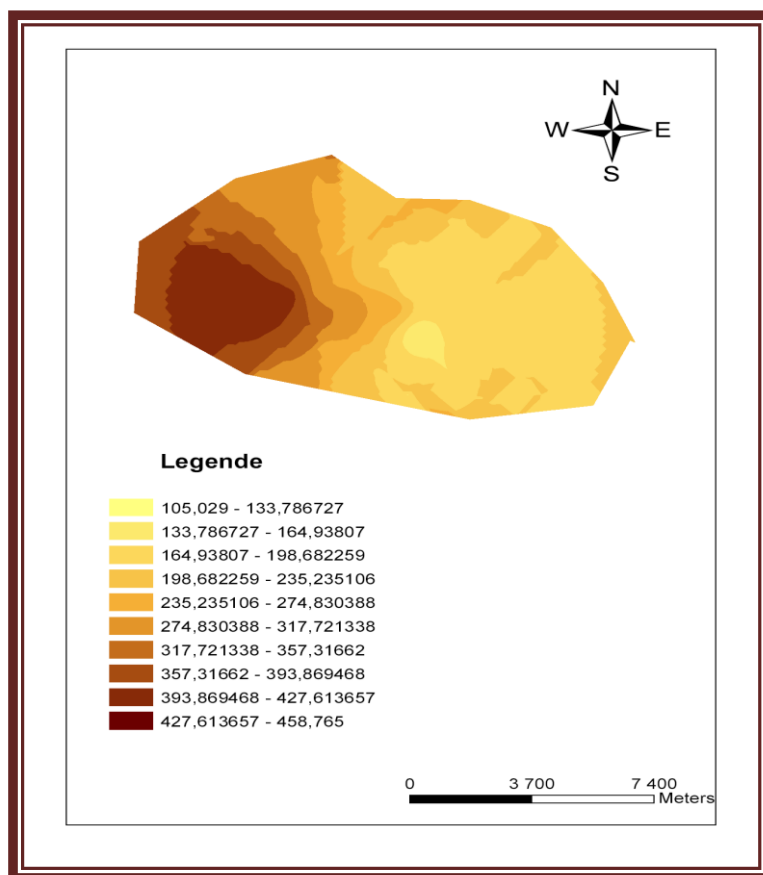 N
W E
S
Legende
105,029 - 133,786727
133,786727 - 164,93807
164,93807 - 198,682259
198,682259 - 235,235106
235,235106 - 274,830388
274,830388 - 317,721338
317,721338 - 357,31662
357,31662 - 393,869468
393,869468 - 427,613657
427,613657 - 458,765
0 3 700 7 400
Meters